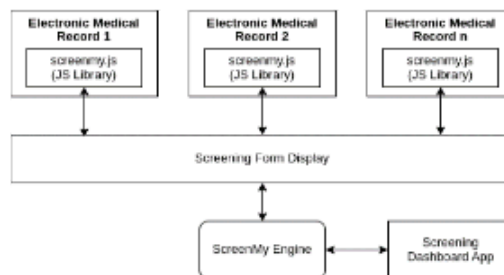 Electronic Medical
Record 1
screenmy.js
(JS Library)
Electronic Medical
Record 2
screenmy.js
(JS Library)
Electronic Medical
Record n
screenmy.js
(JS Library)
Screening Form Display
ScreenMy Engine
Screening
Dashboard App